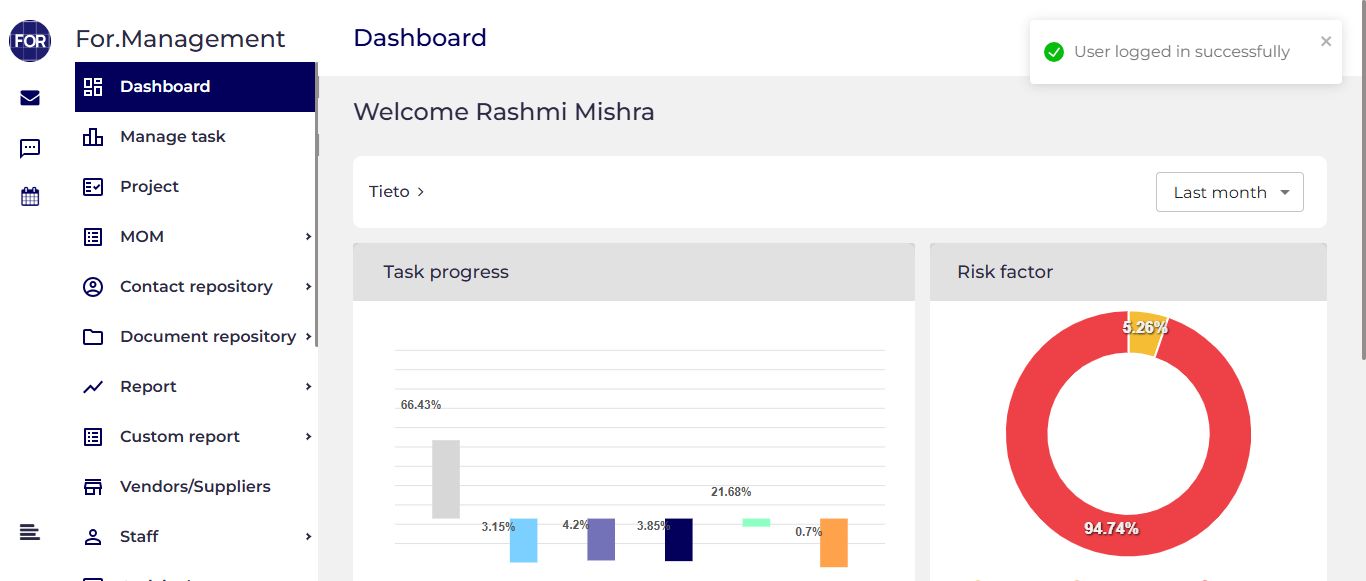 FOR
For.Management
Dashboard
Manage task
Project
MOM
Contact repository
Document repository
Report
Custom report
Vendors/Suppliers
Staff
Dashboard
User logged in successfully
Welcome Rashmi Mishra
Tieto
Last month
Task progress
66.43%
3.15%
4.2%
3.85%
21.68%
0.7%
Risk factor
5.26%
94.74%